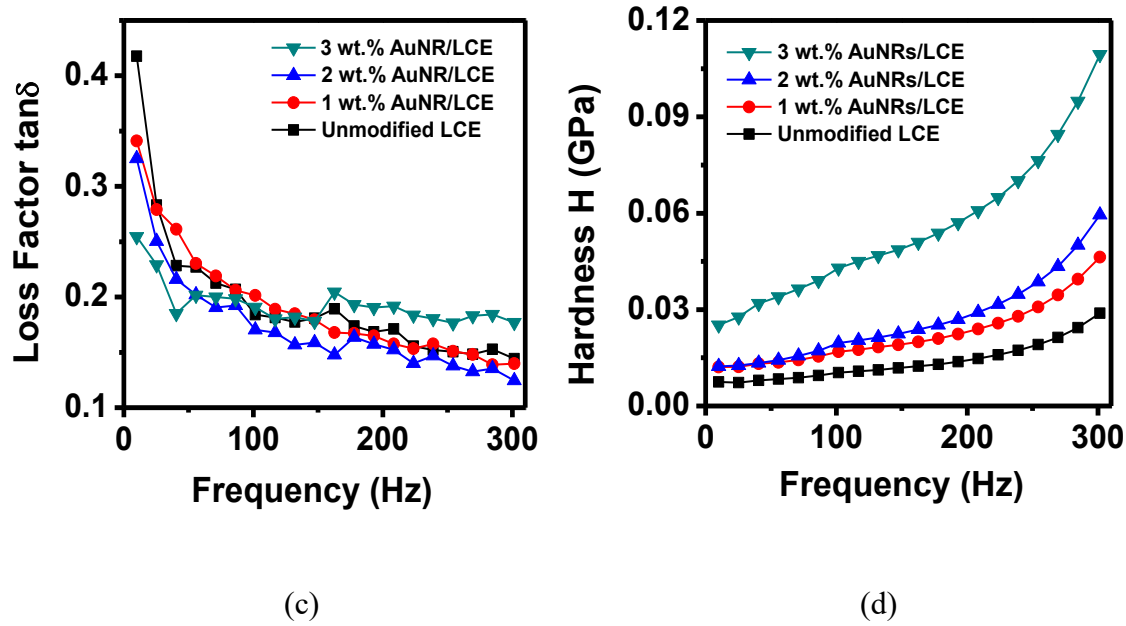 3 wt.% AuNR/LCE
2 wt.% AuNR/LCE
1 wt.% AuNR/LCE
Unmodified LCE
Loss Factor tanδ
0.4
0.3
0.2
0.1
0
100
200
300
Frequency (Hz)
(c)
3 wt.% AuNRs/LCE
2 wt.% AuNRs/LCE
1 wt.% AuNRs/LCE
Unmodified LCE
Hardness H (GPa)
0.12
0.09
0.06
0.03
0.00
0
100
200
300
Frequency (Hz)
(d)